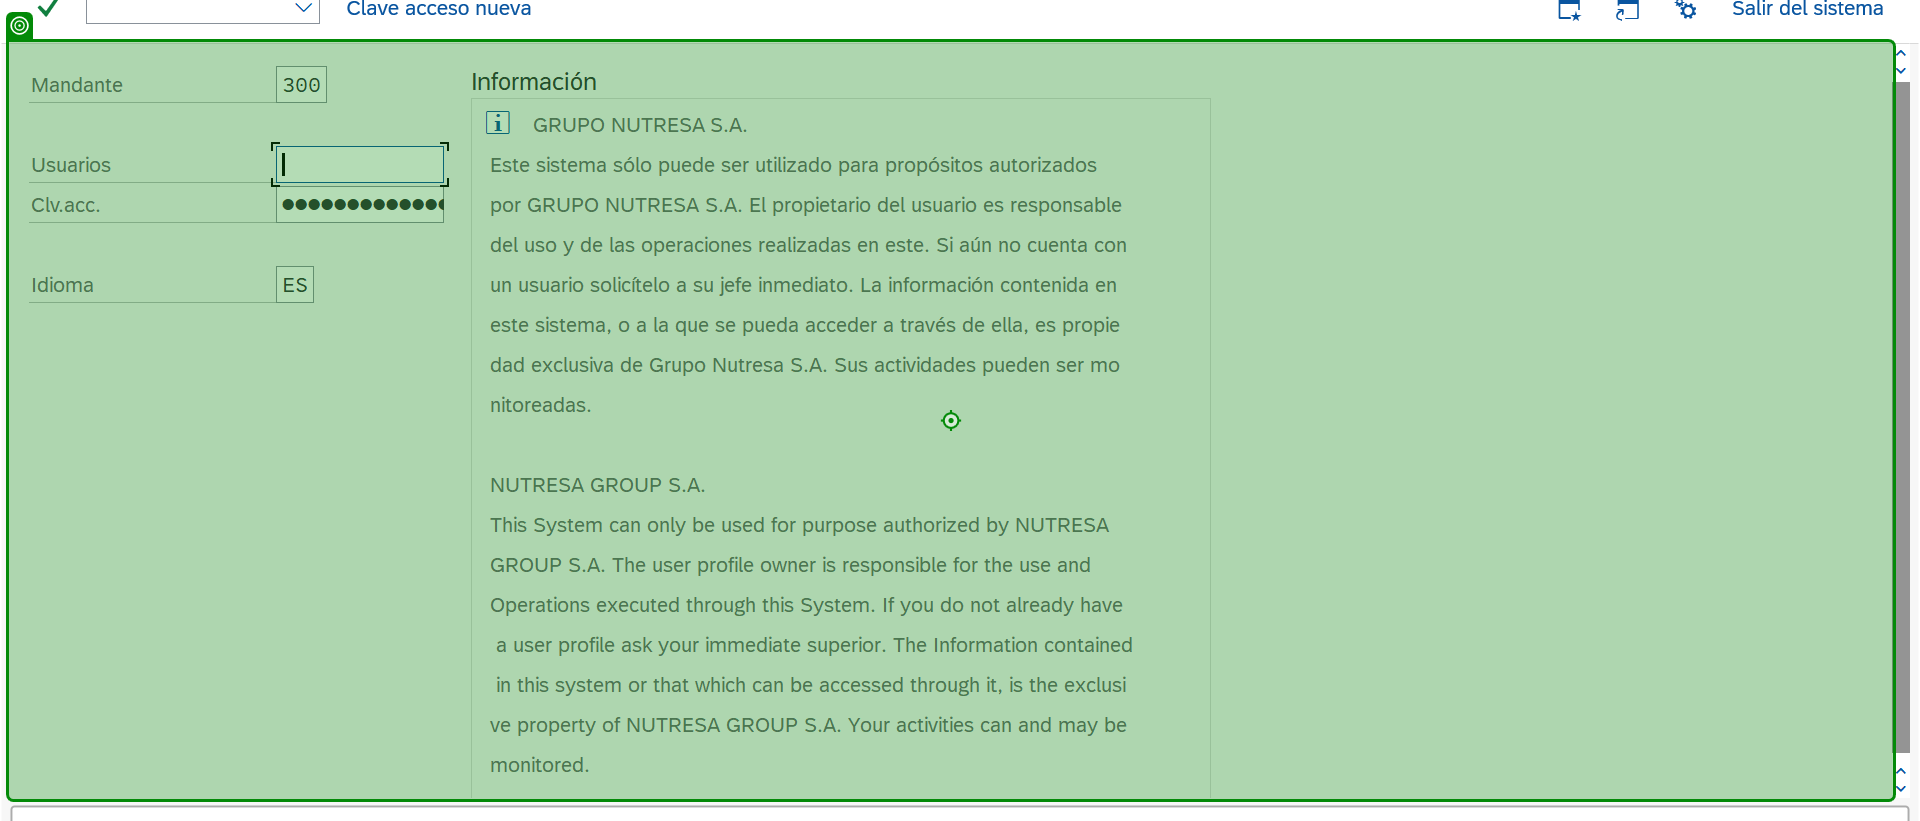 Clave acceso nueva
Salir del sistema
Mandante 300
Usuarios
Clv.acc. ●●●●●●●●●●●●●
Idioma ES
Información
i GRUPO NUTRESA S.A.
Este sistema sólo puede ser utilizado para propósitos autorizados
por GRUPO NUTRESA S.A. El propietario del usuario es responsable
del uso y de las operaciones realizadas en este. Si aún no cuenta con
un usuario solicítelo a su jefe inmediato. La información contenida en
este sistema, o a la que se pueda acceder a través de ella, es propie
dad exclusiva de Grupo Nutresa S.A. Sus actividades pueden ser mo
nitoreadas.
NUTRESA GROUP S.A.
This System can only be used for purpose authorized by NUTRESA
GROUP S.A. The user profile owner is responsible for the use and
Operations executed through this System. If you do not already have
a user profile ask your immediate superior. The Information contained
in this system or that which can be accessed through it, is the exclusi
ve property of NUTRESA GROUP S.A. Your activities can and may be
monitored.